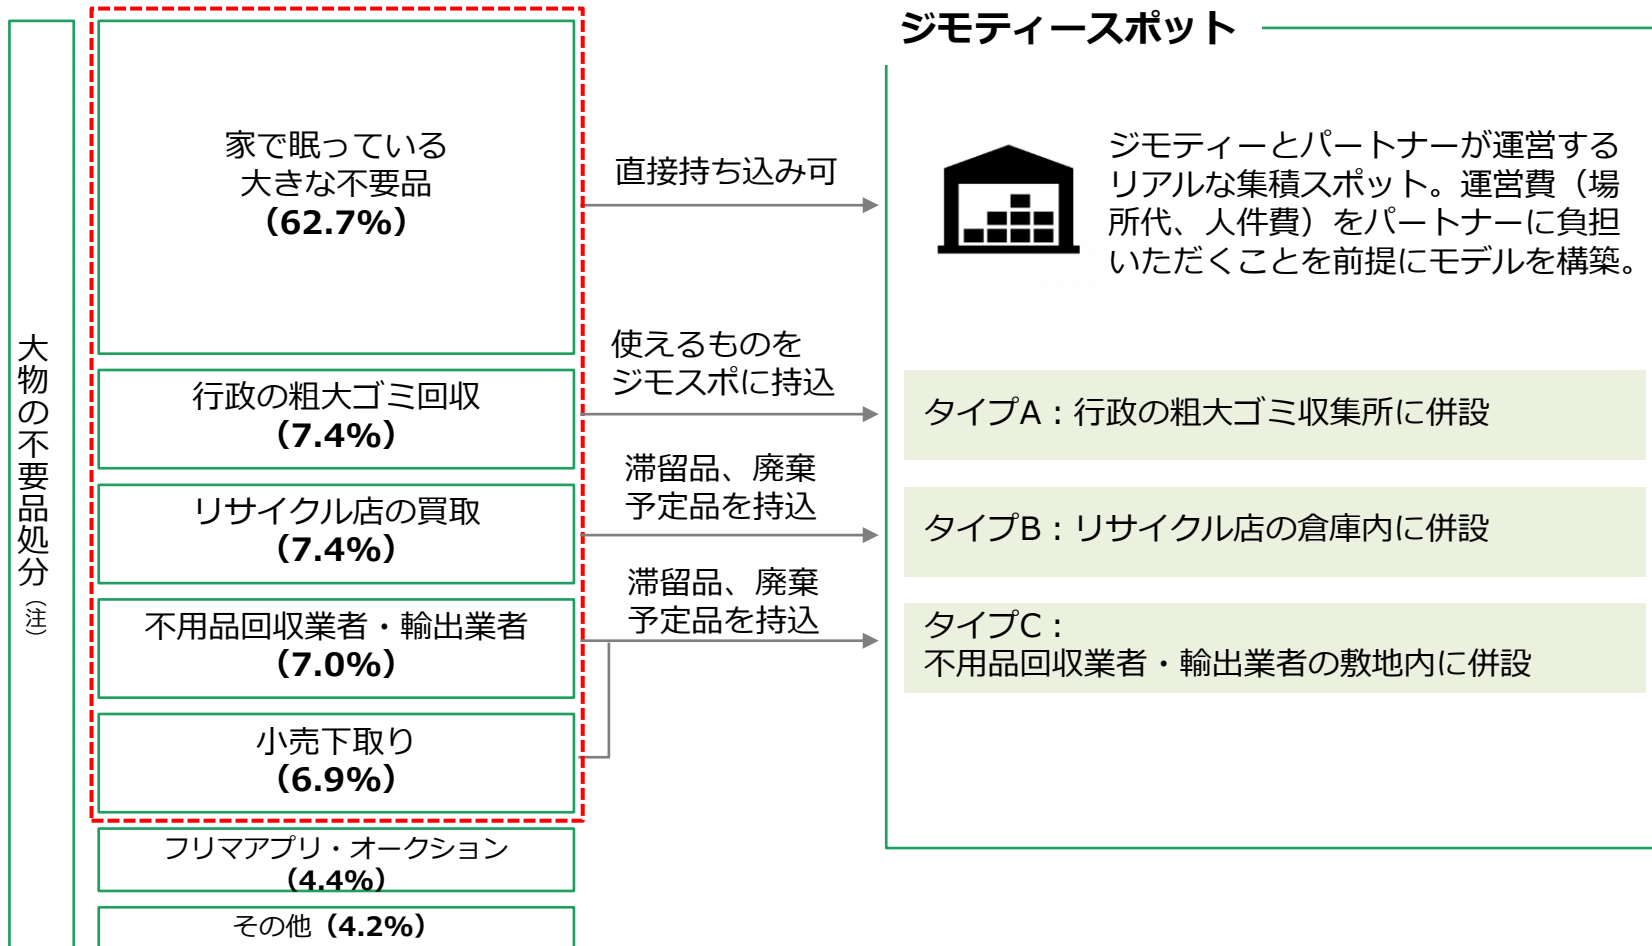 大物の不要品処分（注）
家で眠っている
大きな不要品
（62.7%）
行政の粗大ゴミ回収
（7.4%）
リサイクル店の買取
（7.4%）
不用品回収業者・輸出業者
（7.0%）
小売下取り
（6.9%）
フリマアプリ・オークション
（4.4%）
その他（4.2%）
直接持ち込み可
使えるものを
ジモスポに持込
滞留品、廃棄
予定品を持込
滞留品、廃棄
予定品を持込
ジモティースポット
ジモティーとパートナーが運営する
リアルな集積スポット。運営費（場
所代、人件費）をパートナーに負担
いただくことを前提にモデルを構築。
タイプA：行政の粗大ゴミ収集所に併設
タイプB：リサイクル店の倉庫内に併設
タイプC：
不用品回収業者・輸出業者の敷地内に併設